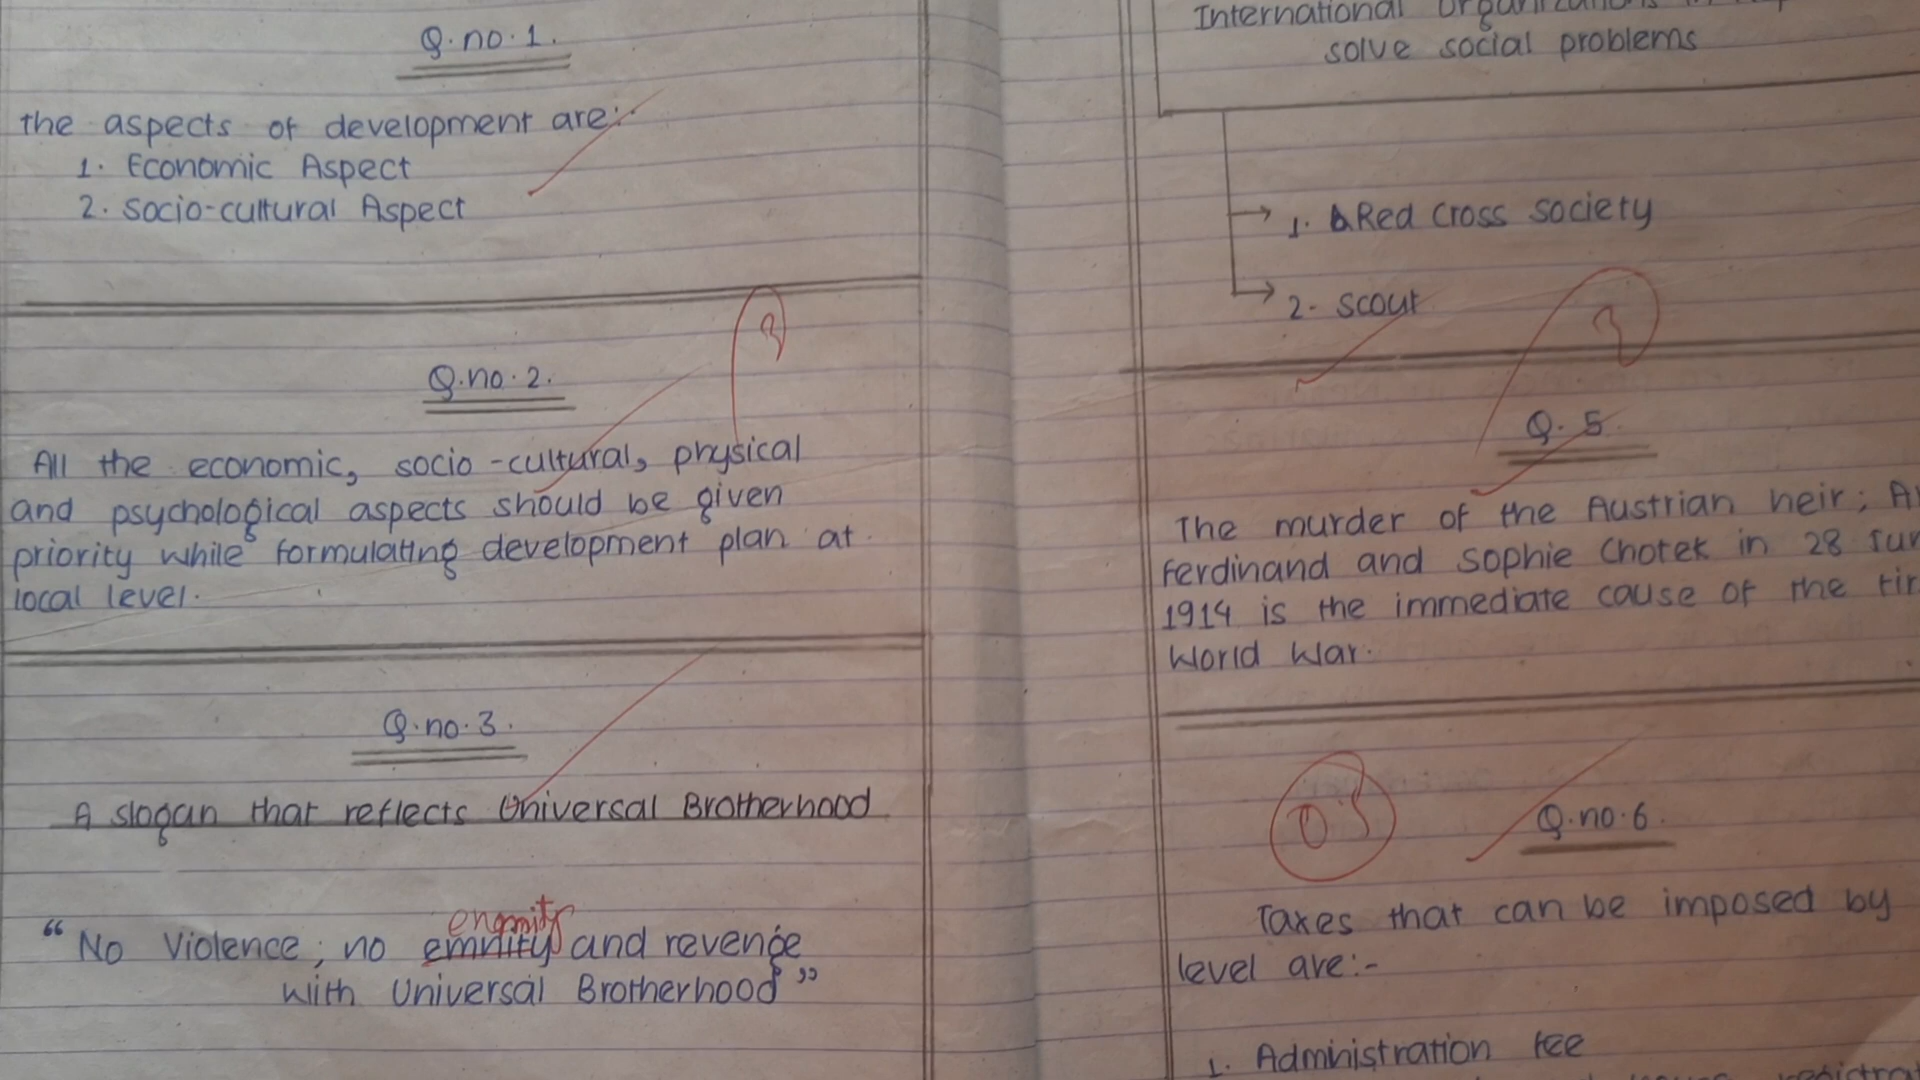 Q.no.1.
the aspects of development are:-
1. Economic Aspect
2. Socio-cultural Aspect
Q.no.2.
All the economic, socio-cultural, physical
and psychological aspects should be given
priority while formulating development plan at
local level.
Q.no.3.
A slogan that reflects Universal Brotherhood
enmity
"No Violence; no emnity and revenge
with Universal Brotherhood"
International
solve social problems
1. Red Cross Society
2. Scout
Q. 5
The murder of the Austrian heir;
Ferdinand and Sophie Chotek in 28
1914 is the immediate cause of the
World War.
0.5
Q.no.6.
Taxes that can be imposed by
level are:-
1. Administration fee